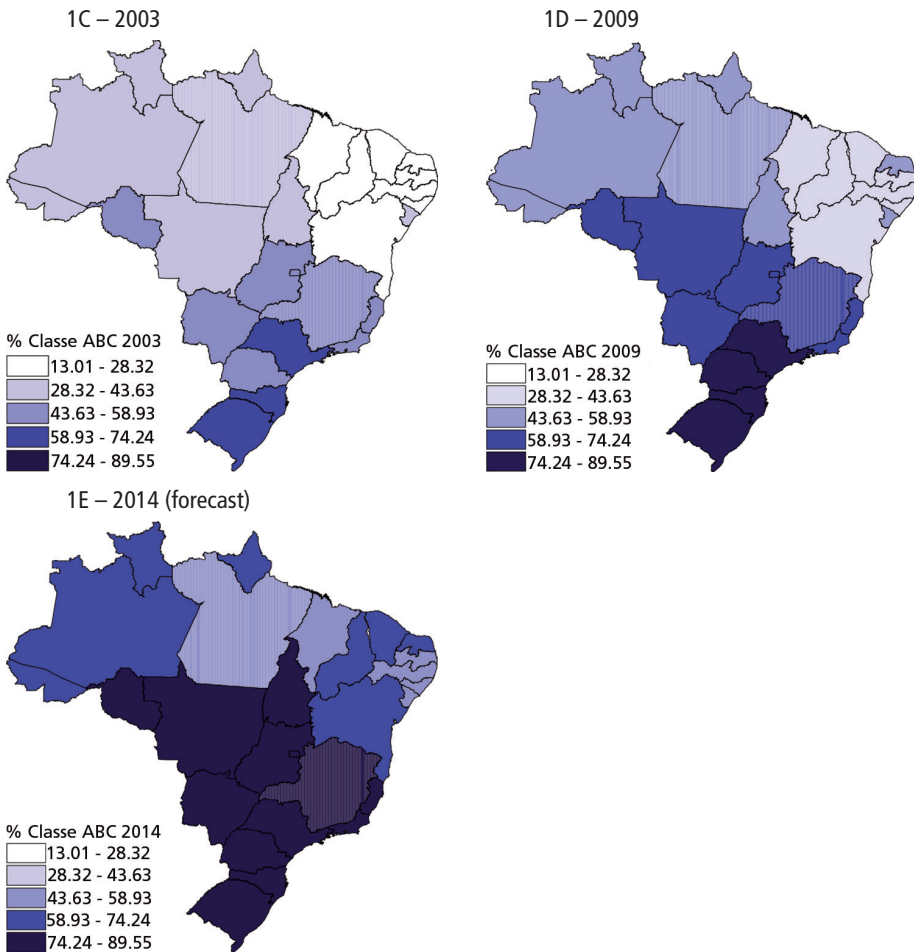 1C – 2003
% Classe ABC 2003
13.01 - 28.32
28.32 - 43.63
43.63 - 58.93
58.93 - 74.24
74.24 - 89.55
1D – 2009
% Classe ABC 2009
13.01 - 28.32
28.32 - 43.63
43.63 - 58.93
58.93 - 74.24
74.24 - 89.55
1E – 2014 (forecast)
% Classe ABC 2014
13.01 - 28.32
28.32 - 43.63
43.63 - 58.93
58.93 - 74.24
74.24 - 89.55